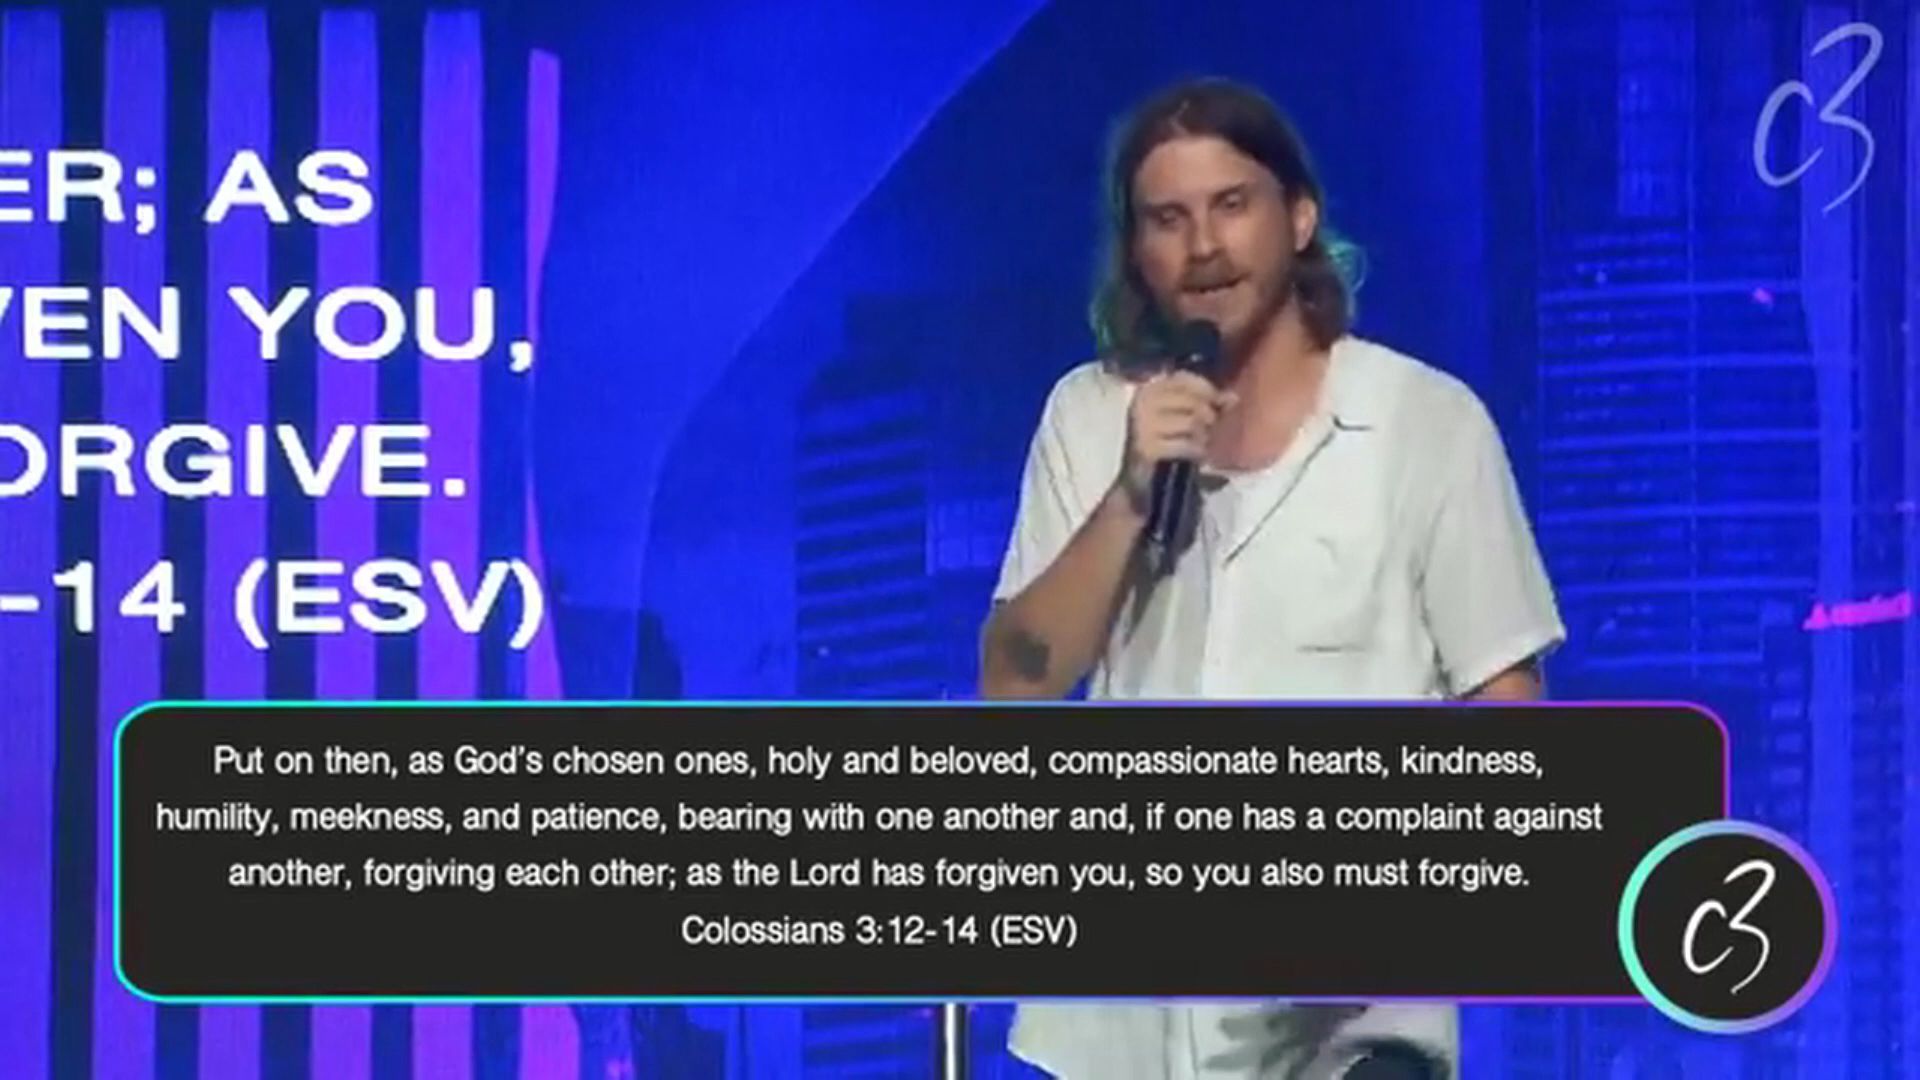 ER; AS
VEN YOU,
ORGIVE.
-14 (ESV)
c3
Put on then, as God's chosen ones, holy and beloved, compassionate hearts, kindness,
humility, meekness, and patience, bearing with one another and, if one has a complaint against
another, forgiving each other; as the Lord has forgiven you, so you also must forgive.
Colossians 3:12-14 (ESV)
c3